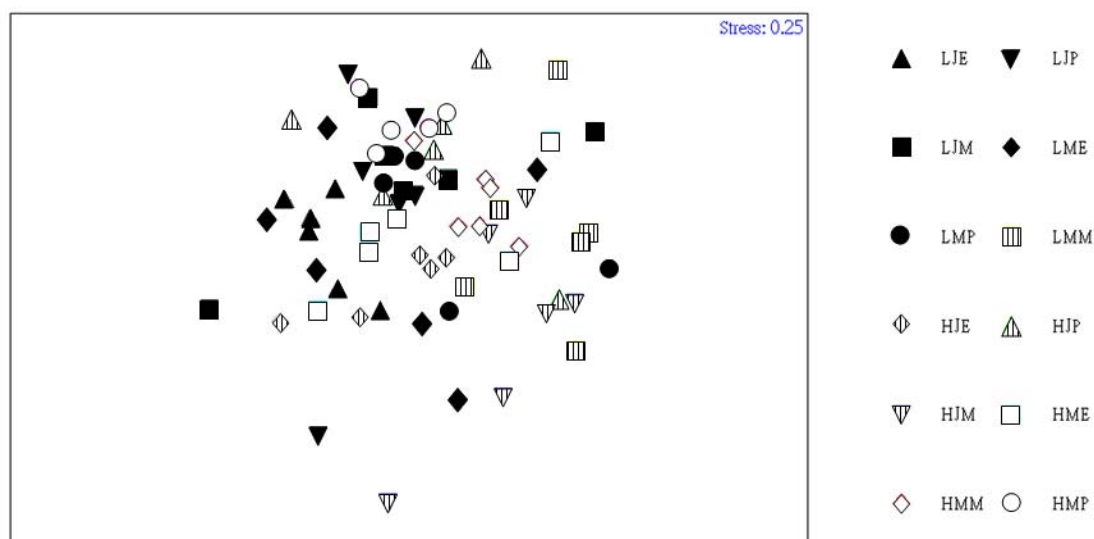 Stress: 0.25
LJE LJP
LJM LME
LMP LMM
HJE HJP
HJM HME
HMM HMP